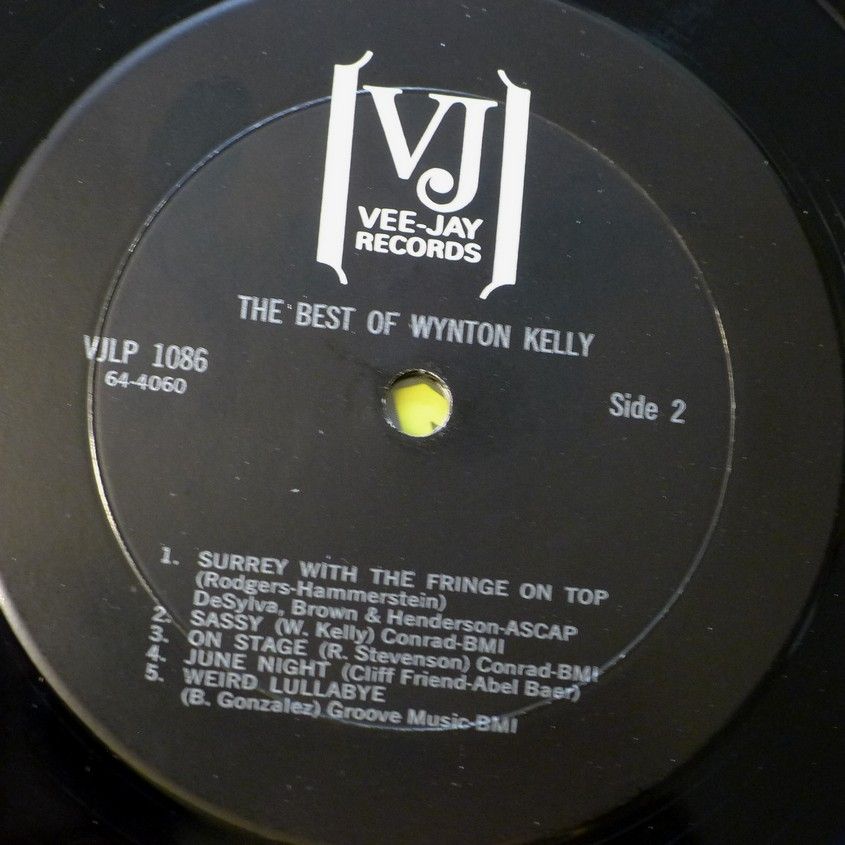 VJ
VEE-JAY
RECORDS
THE BEST OF WYNTON KELLY
VJLP 1086
64-4060
Side 2
1. SURREY WITH THE FRINGE ON TOP
(Rodgers-Hammerstein)
DeSylva, Brown & Henderson-ASCAP
2. SASSY (W. Kelly) Conrad-BMI
3. ON STAGE (R. Stevenson) Conrad-BMI
4. JUNE NIGHT (Cliff Friend-Abel Baer)
5. WEIRD LULLABYE
(B. Gonzalez) Groove Music-BMI